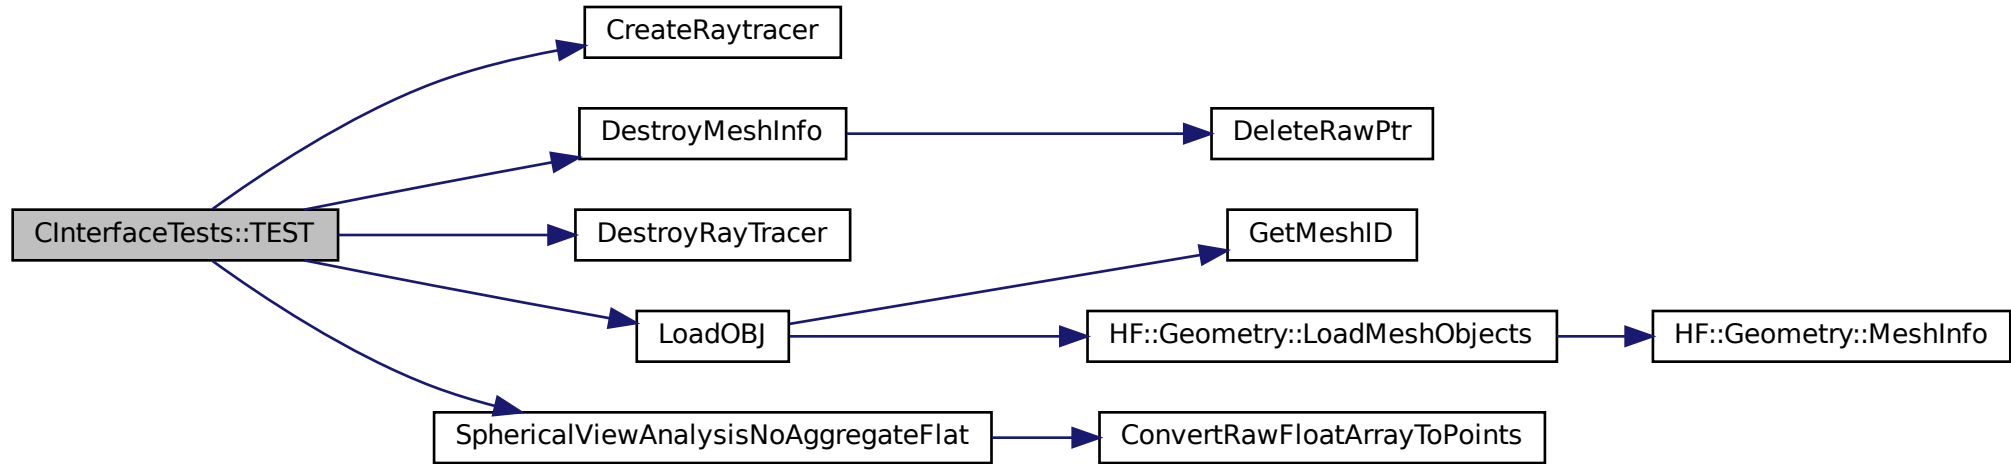 CreateRaytracer
DestroyMeshInfo
DeleteRawPtr
CInterfaceTests::TEST
DestroyRayTracer
GetMeshID
LoadOBJ
HF::Geometry::LoadMeshObjects
HF::Geometry::MeshInfo
SphericalViewAnalysisNoAggregateFlat
ConvertRawFloatArrayToPoints